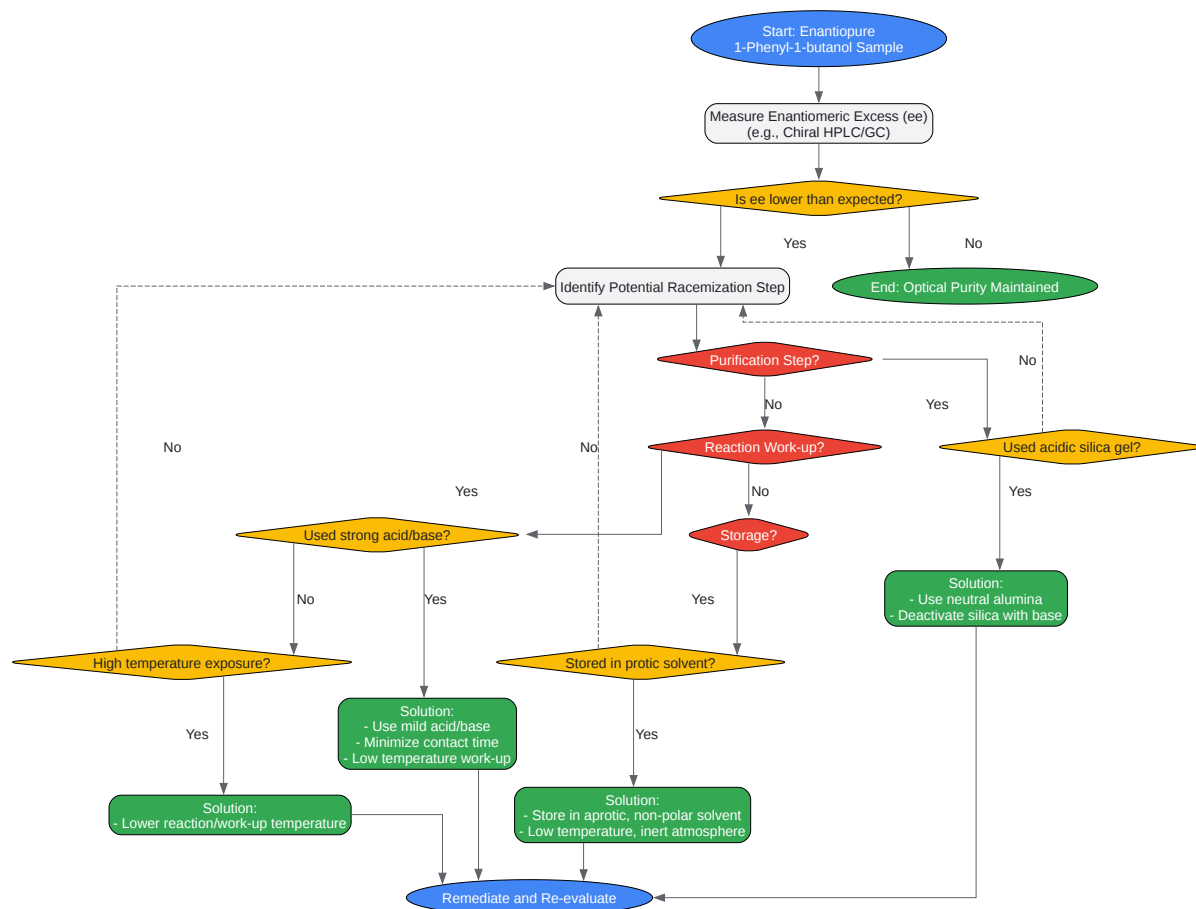 Start: Enantiopure
1-Phenyl-1-butanol Sample
Measure Enantiomeric Excess (ee)
(e.g., Chiral HPLC/GC)
Is ee lower than expected?
Yes
No
Identify Potential Racemization Step
End: Optical Purity Maintained
Purification Step?
No
No
Yes
No
No
Reaction Work-up?
Used acidic silica gel?
Yes
No
Yes
Used strong acid/base?
Storage?
Solution:
- Use neutral alumina
- Deactivate silica with base
No
Yes
Yes
High temperature exposure?
Stored in protic solvent?
Solution:
- Use mild acid/base
- Minimize contact time
- Low temperature work-up
Yes
Yes
Solution:
- Lower reaction/work-up temperature
Solution:
- Store in aprotic, non-polar solvent
- Low temperature, inert atmosphere
Remediate and Re-evaluate